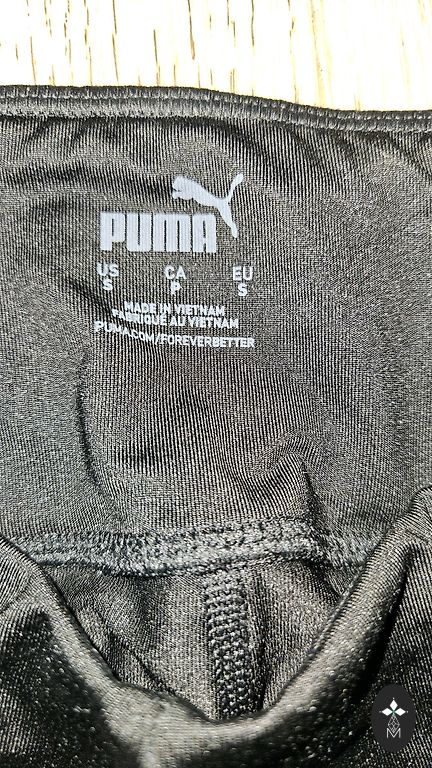 PUMA
US CA EU
S P S
MADE IN VIETNAM
FABRIQUÉ AU VIETNAM
PUMA.COM/FOREVERBETTER
M